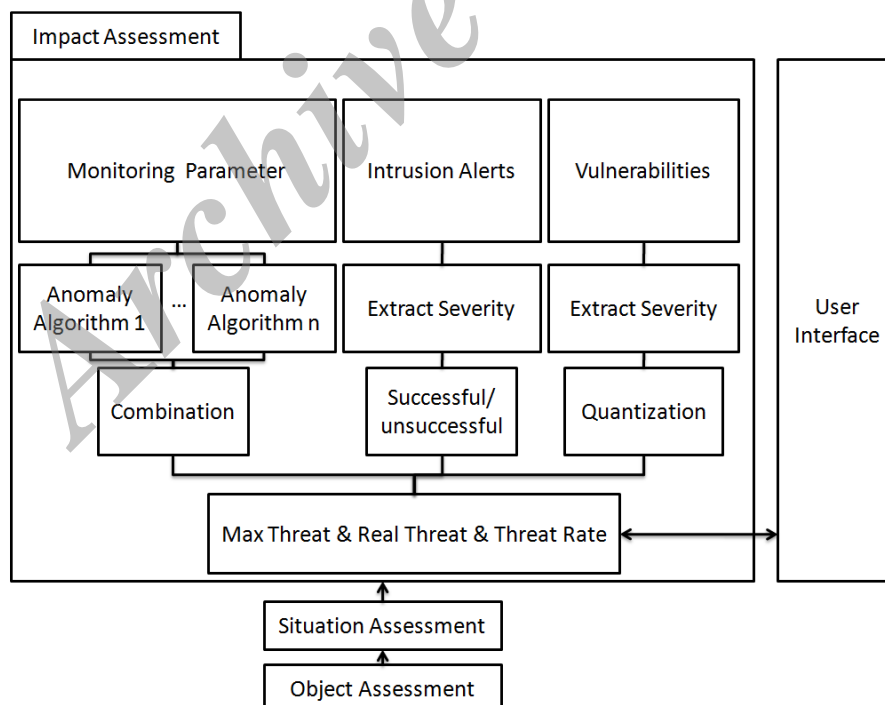 Impact Assessment
Monitoring Parameter
Intrusion Alerts
Vulnerabilities
Anomaly
Algorithm 1
...
Anomaly
Algorithm n
Extract Severity
Extract Severity
User
Interface
Combination
Successful/
unsuccessful
Quantization
Max Threat & Real Threat & Threat Rate
Situation Assessment
Object Assessment
Archive